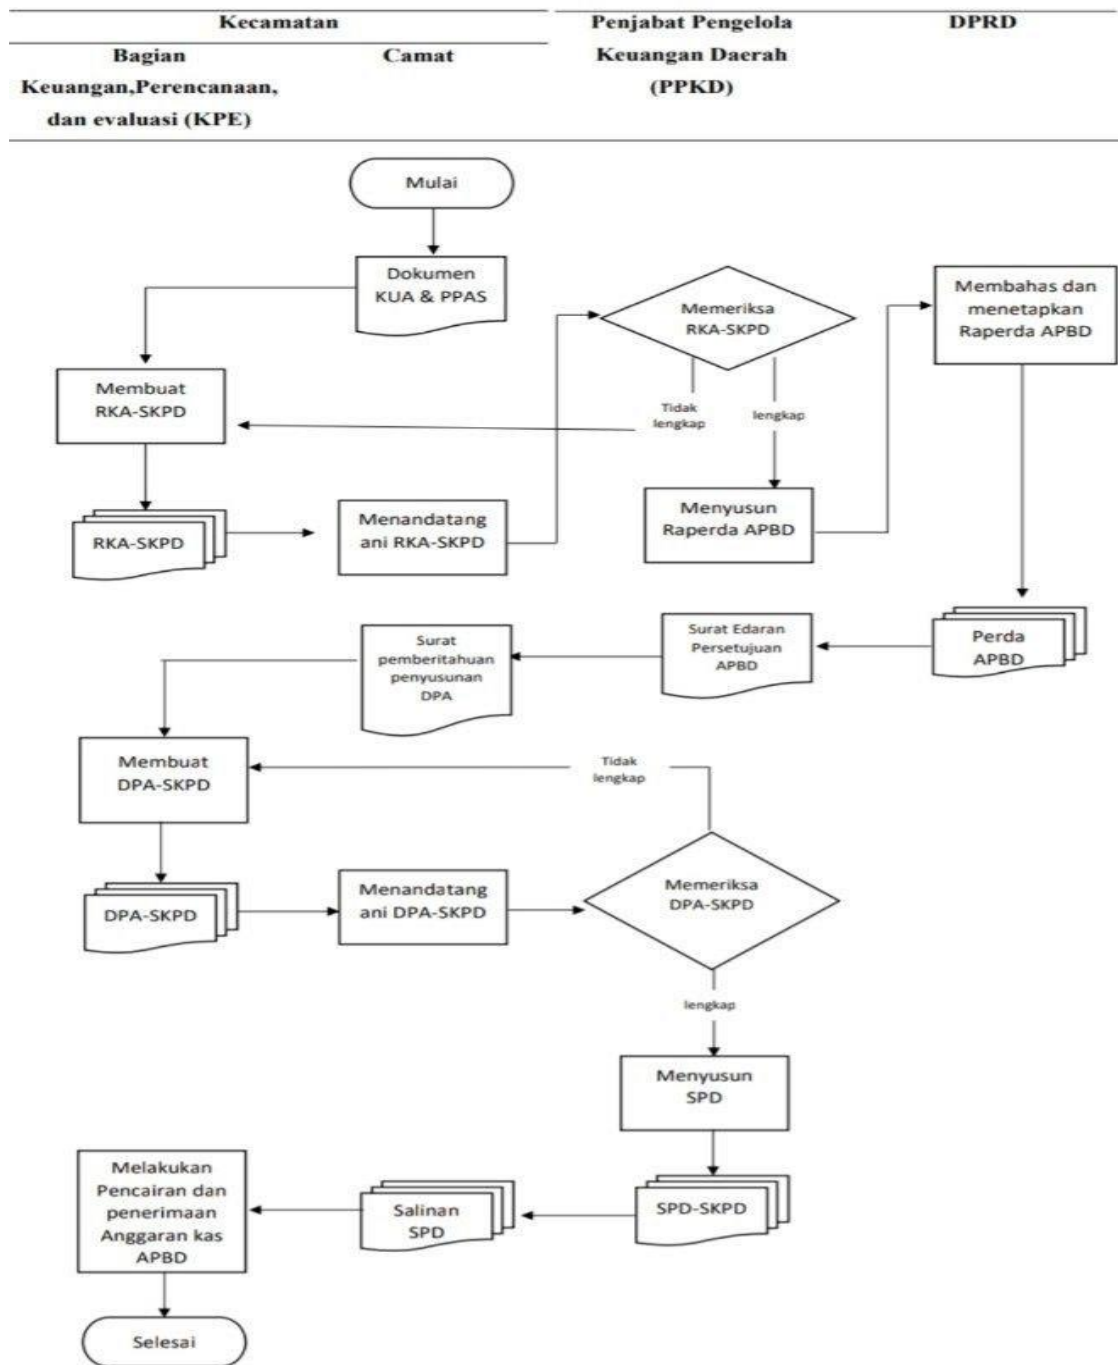 Kecamatan
Penjabat Pengelola
Keuangan Daerah
(PPKD)
DPRD
Bagian
Keuangan,Perencanaan,
dan evaluasi (KPE)
Camat
Mulai
Dokumen
KUA & PPAS
Memeriksa
RKA-SKPD
Membahas dan
menetapkan
Raperda APBD
Membuat
RKA-SKPD
Tidak
lengkap
lengkap
RKA-SKPD
Menandatang
ani RKA-SKPD
Menyusun
Raperda APBD
Perda
APBD
Surat Edaran
Persetujuan
APBD
Surat
pemberitahuan
penyusunan
DPA
Membuat
DPA-SKPD
Tidak
lengkap
DPA-SKPD
Menandatang
ani DPA-SKPD
Memeriksa
DPA-SKPD
lengkap
Menyusun
SPD
SPD-SKPD
Salinan
SPD
Melakukan
Pencairan dan
penerimaan
Anggaran kas
APBD
Selesai